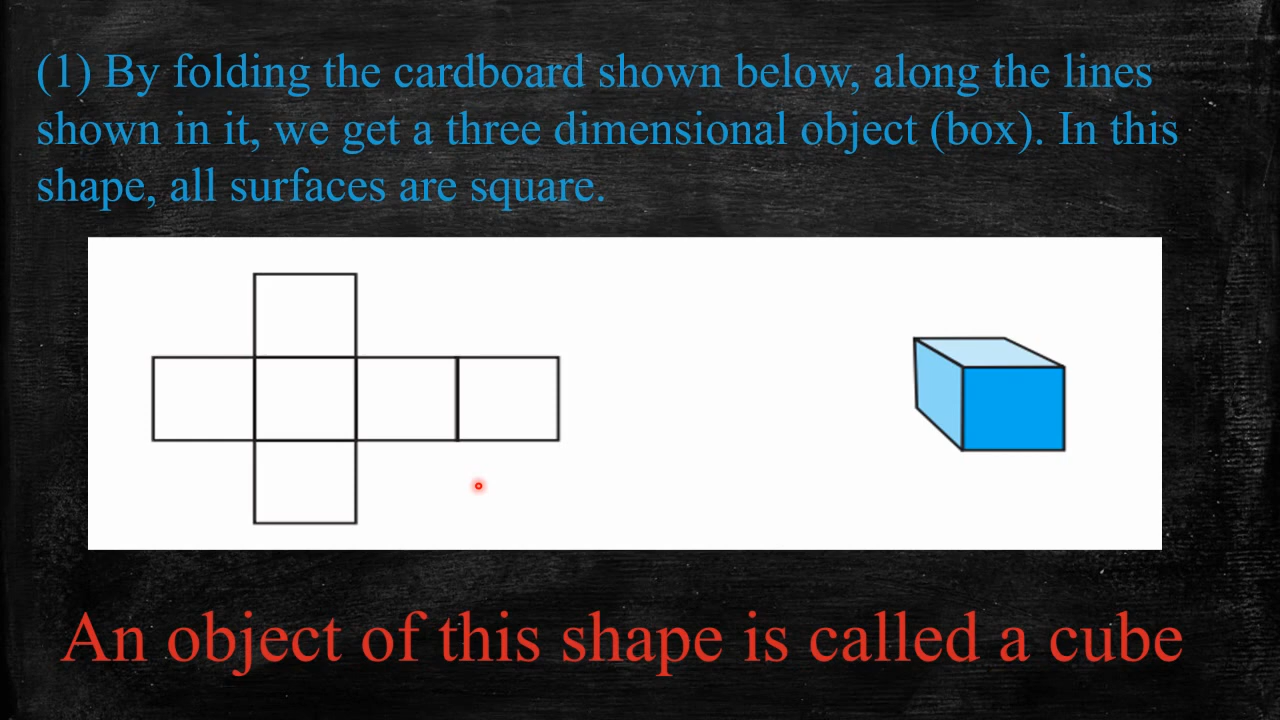 (1) By folding the cardboard shown below, along the lines
shown in it, we get a three dimensional object (box). In this
shape, all surfaces are square.
An object of this shape is called a cube